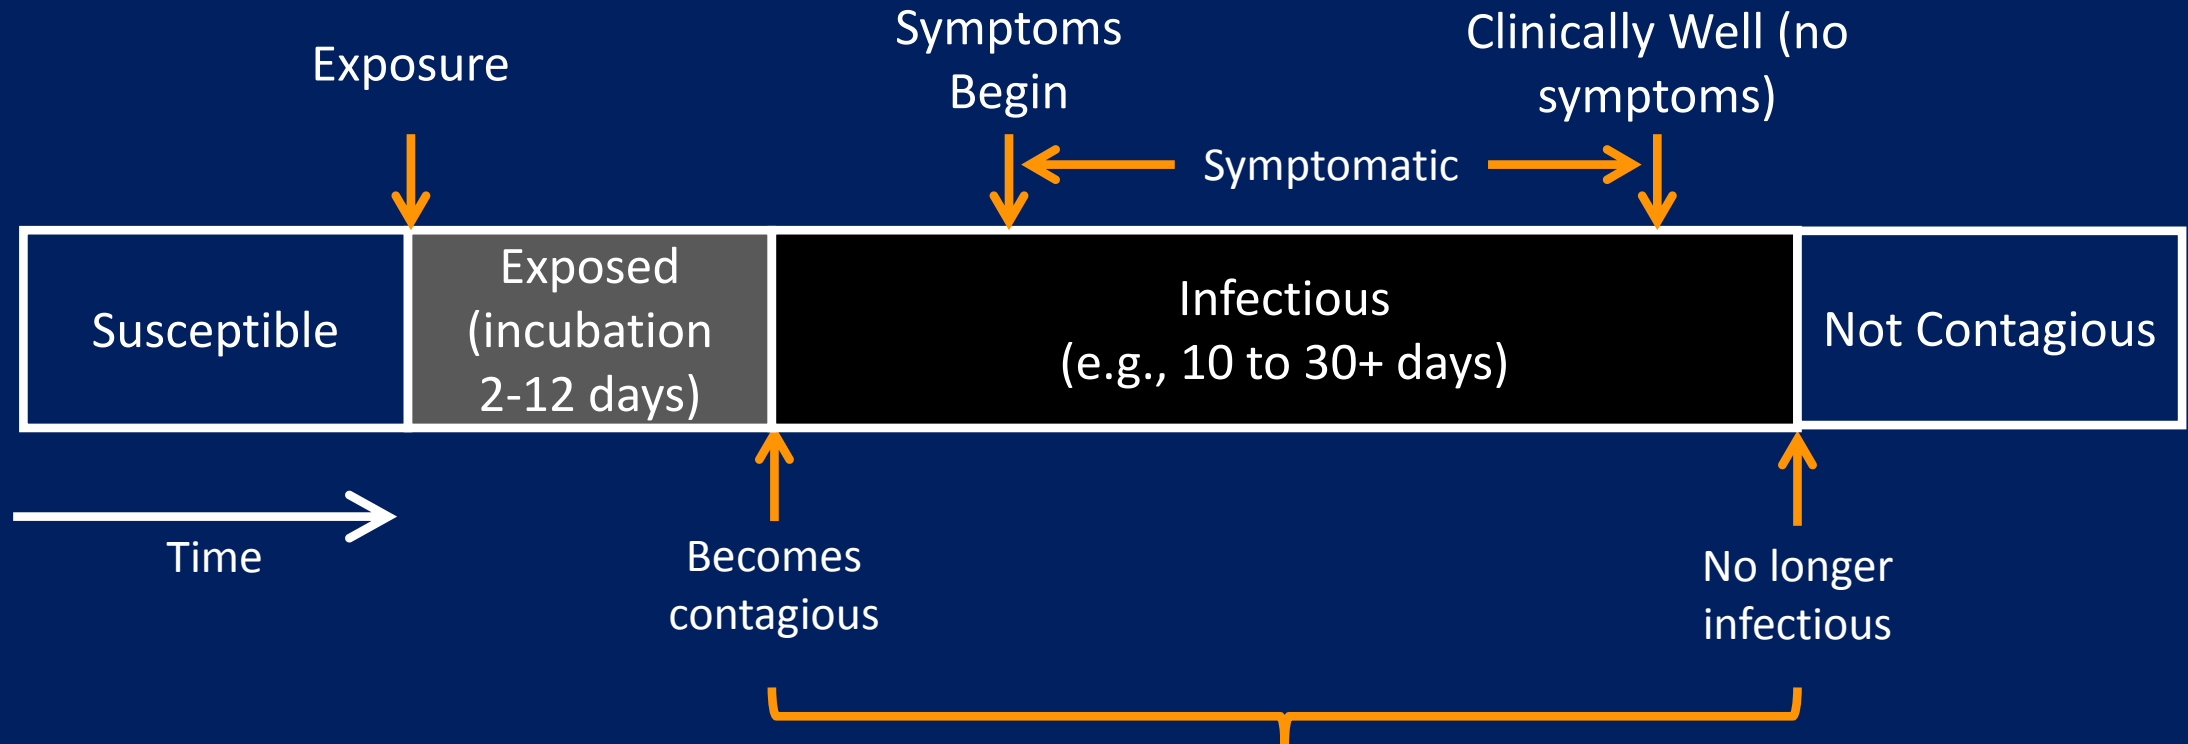 Exposure
Symptoms
Begin
Clinically Well (no
symptoms)
Symptomatic
Susceptible
Exposed
(incubation
2-12 days)
Infectious
(e.g., 10 to 30+ days)
Not Contagious
Time
Becomes
contagious
No longer
infectious